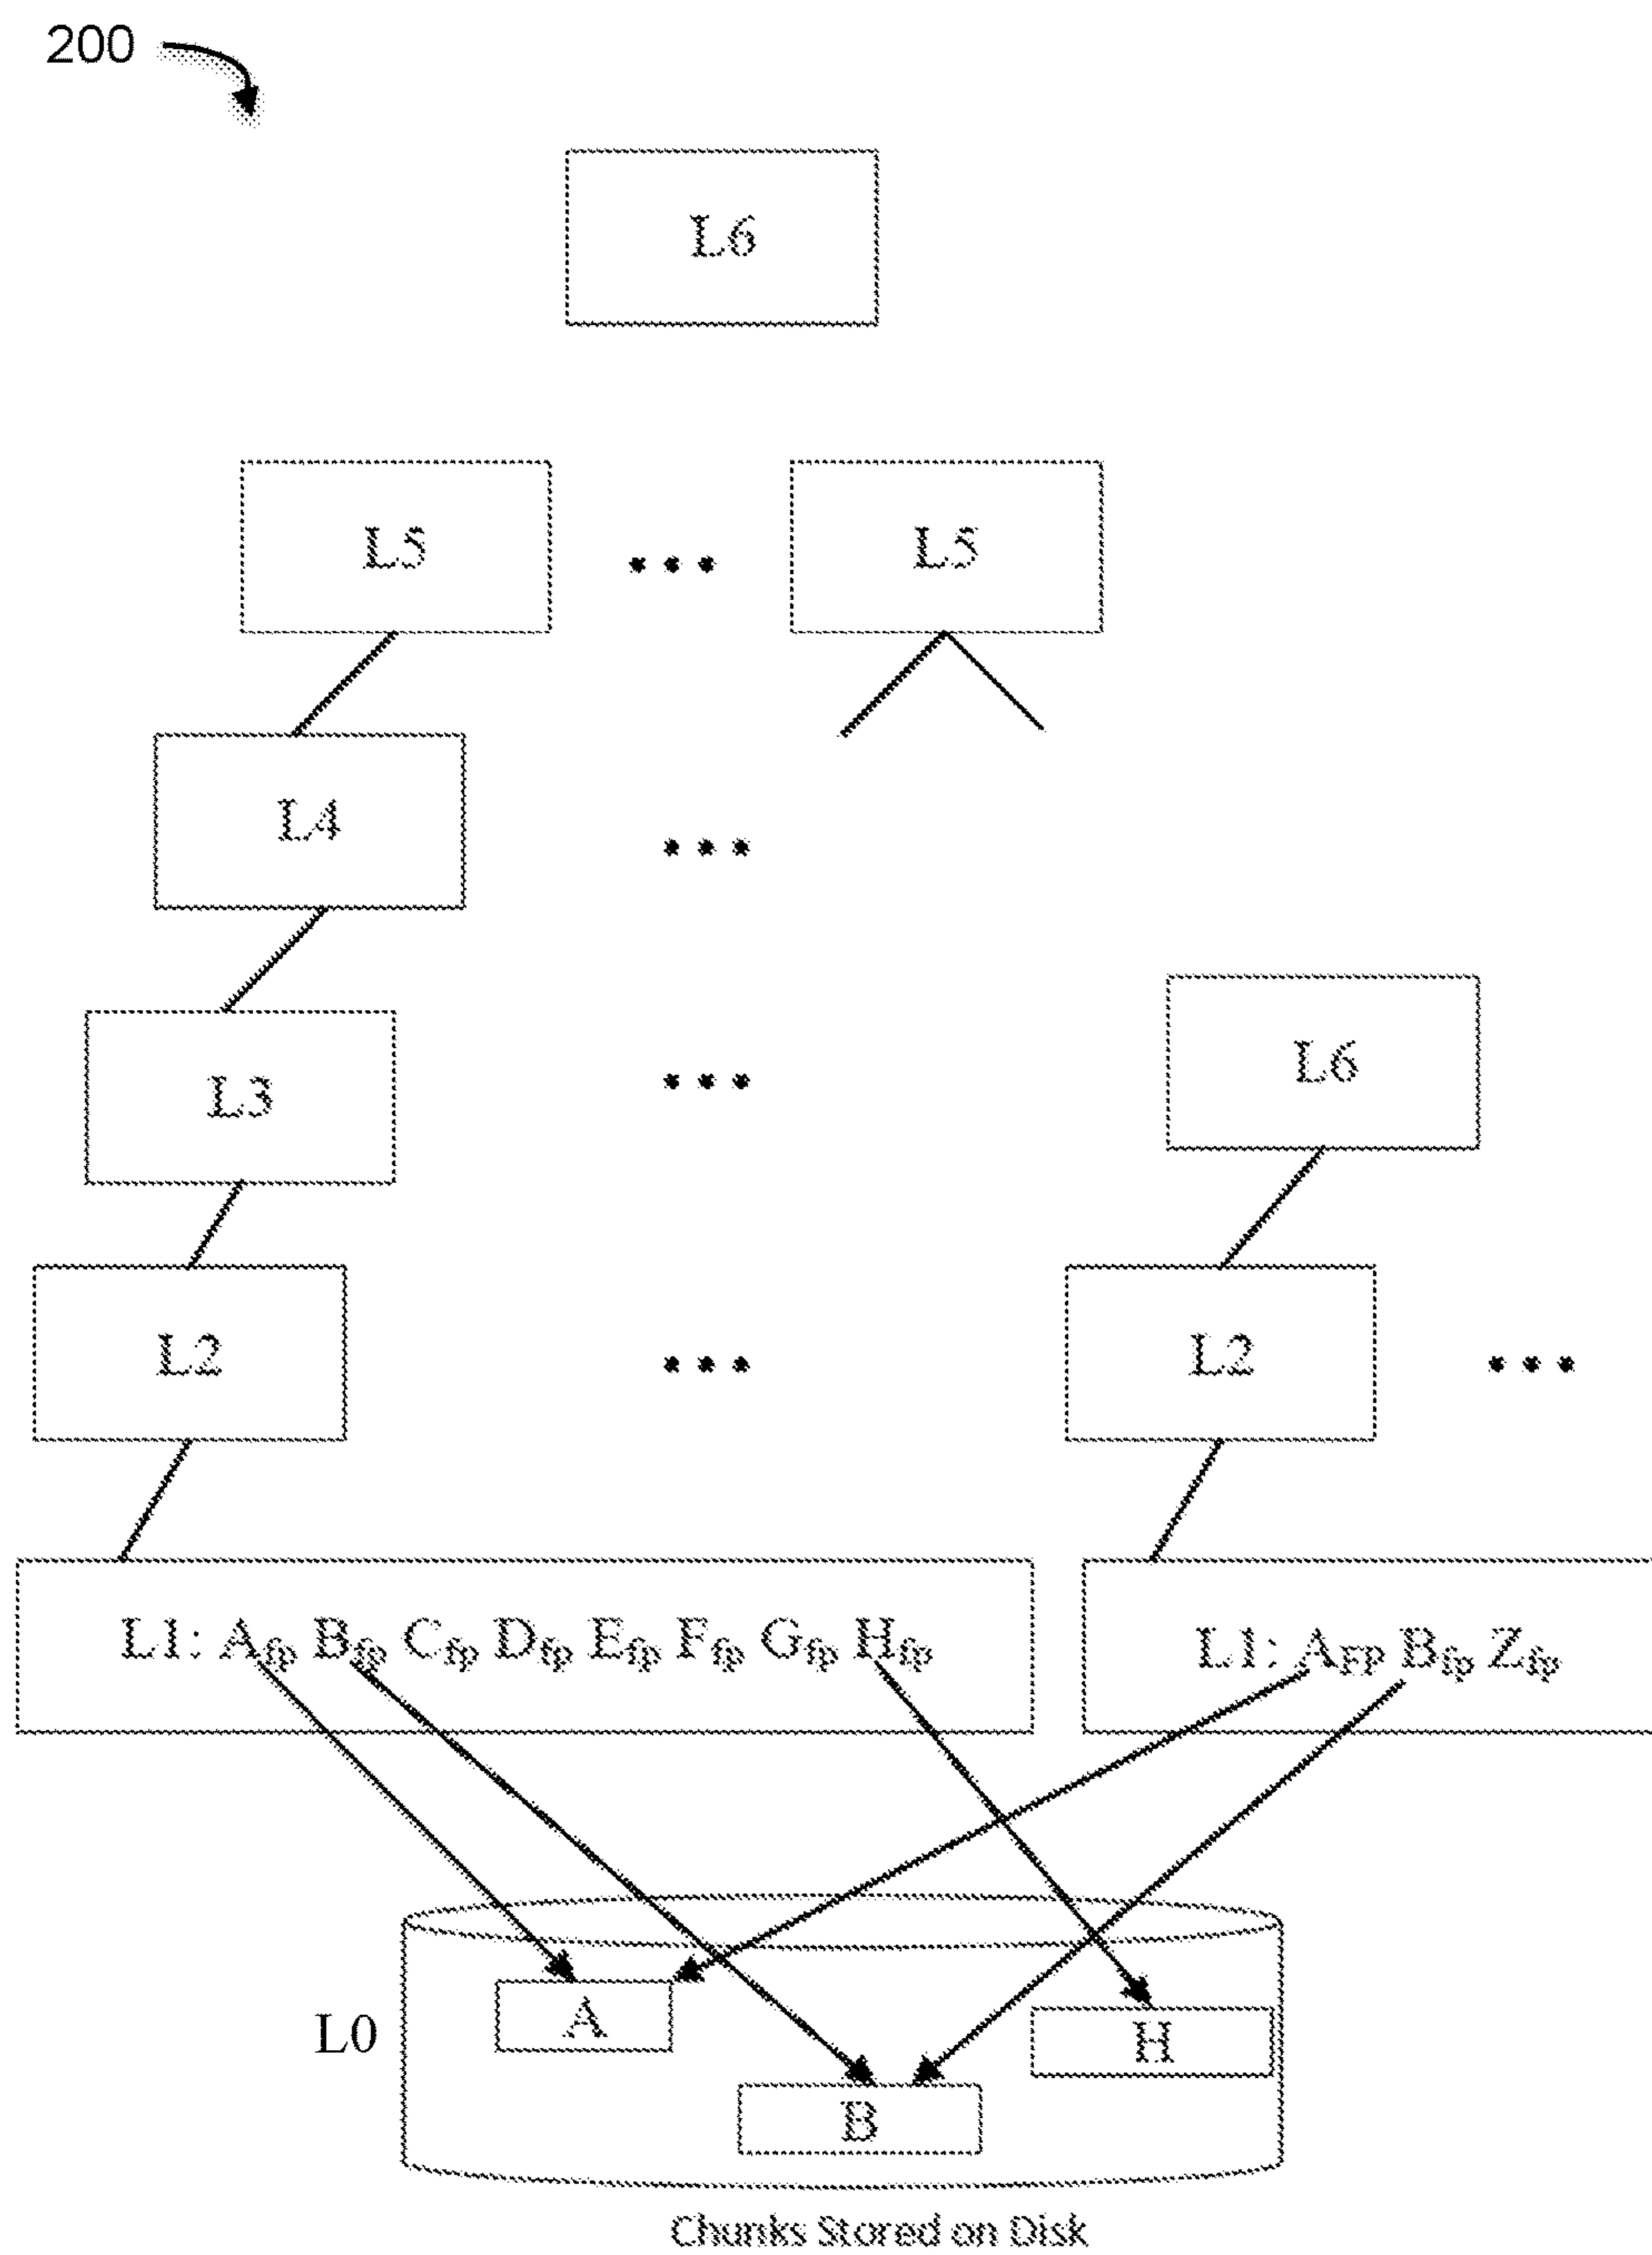 200
L6
L5 ... L5
L4 ...
L3 ...
L6
L2 ... L2 ...
L1: Afp Bfp Cfp Dfp Efp Ffp Gfp Hfp
L1: AFp Bfp Zfp
A
L0
H
B
Chunks Stored on Disk